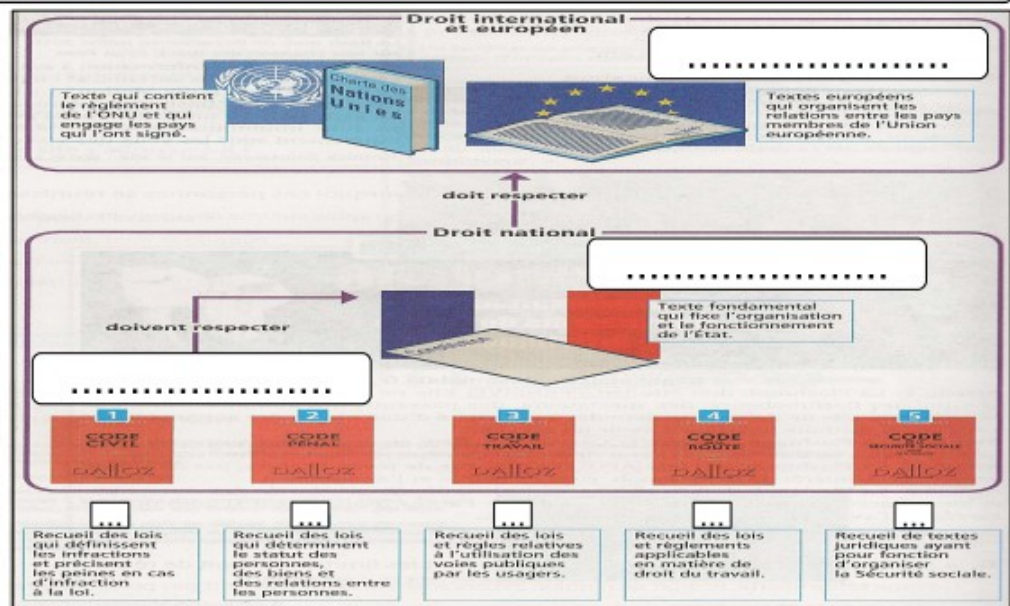 Droit international
et européen
.....................
Texte qui contient
le règlement
de l'ONU et qui
engage les pays
qui l'ont signé.
Charte des
Nations
Unies
Textes européens
qui organisent les
relations entre les pays
membres de l'Union
européenne.
doit respecter
Droit national
.....................
doivent respecter
Constitution
Texte fondamental
qui fixe l'organisation
et le fonctionnement
de l'État.
.....................
1
CODE
CIVIL
DALLOZ
2
CODE
PÉNAL
DALLOZ
3
CODE
DU
TRAVAIL
DALLOZ
4
CODE
DE LA
ROUTE
DALLOZ
5
CODE
DE LA
SÉCURITÉ SOCIALE
DALLOZ
...
Recueil des lois
qui définissent
les infractions
et précisent
les peines en cas
d'infraction
à la loi.
...
Recueil des lois
qui déterminent
le statut des
personnes,
des biens et
des relations entre
les personnes.
...
Recueil des lois
et règles relatives
à l'utilisation des
voies publiques
par les usagers.
...
Recueil des lois
et règlements
applicables
en matière de
droit du travail.
...
Recueil de textes
juridiques ayant
pour fonction
d'organiser
la Sécurité sociale.